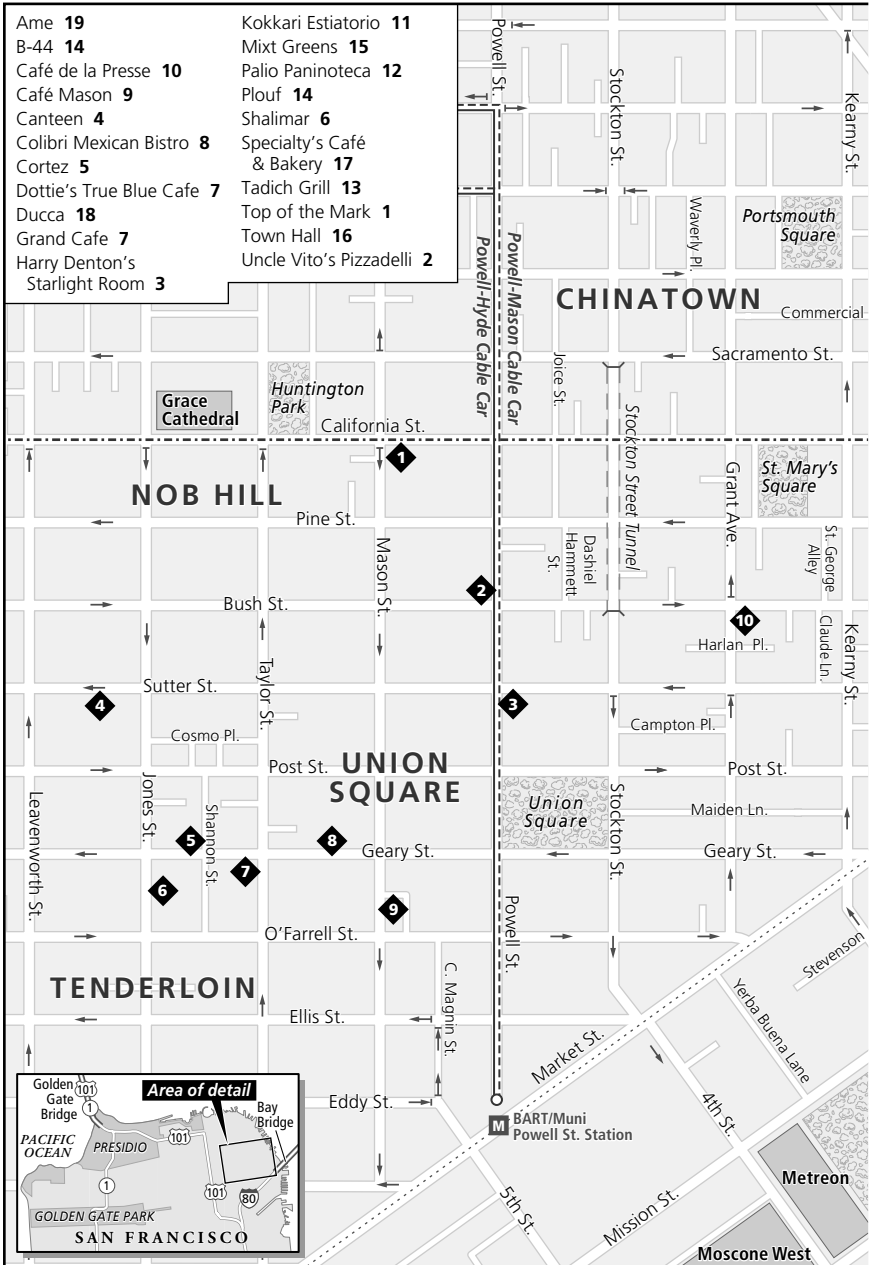 Ame 19
B-44 14
Café de la Presse 10
Café Mason 9
Canteen 4
Colibri Mexican Bistro 8
Cortez 5
Dottie's True Blue Cafe 7
Ducca 18
Grand Cafe 7
Harry Denton's
Starlight Room 3
Kokkari Estiatorio 11
Mixt Greens 15
Palio Paninoteca 12
Plouf 14
Shalimar 6
Specialty's Café
& Bakery 17
Tadich Grill 13
Top of the Mark 1
Town Hall 16
Uncle Vito's Pizzadelli 2
Powell St.
Stockton St.
Kearny St.
Waverly Pl.
Portsmouth
Square
Powell-Hyde Cable Car
Powell-Mason Cable Car
CHINATOWN
Commercial
Sacramento St.
Joice St.
Grace
Cathedral
Huntington
Park
California St.
Stockton Street Tunnel
1
NOB HILL
Grant Ave.
St. Mary's
Square
Pine St.
Mason St.
Dashiel
Hammett
St.
St. George
Alley
2
Bush St.
10
Harlan Pl.
Claude Ln.
Kearny St.
Taylor St.
Sutter St.
4
3
Campton Pl.
Cosmo Pl.
Post St.
UNION
SQUARE
Post St.
Leavenworth St.
Jones St.
Shannon St.
Union
Square
Stockton St.
Maiden Ln.
5
8
Geary St.
Geary St.
7
6
9
Powell St.
O'Farrell St.
Stevenson
TENDERLOIN
C. Magnin St.
Yerba Buena Lane
Ellis St.
Market St.
4th St.
Eddy St.
M
BART/Muni
Powell St. Station
5th St.
Mission St.
Metreon
Moscone West
Golden
Gate
Bridge
101
1
Area of detail
Bay
Bridge
PACIFIC
OCEAN
PRESIDIO
101
1
101
80
GOLDEN GATE PARK
SAN FRANCISCO